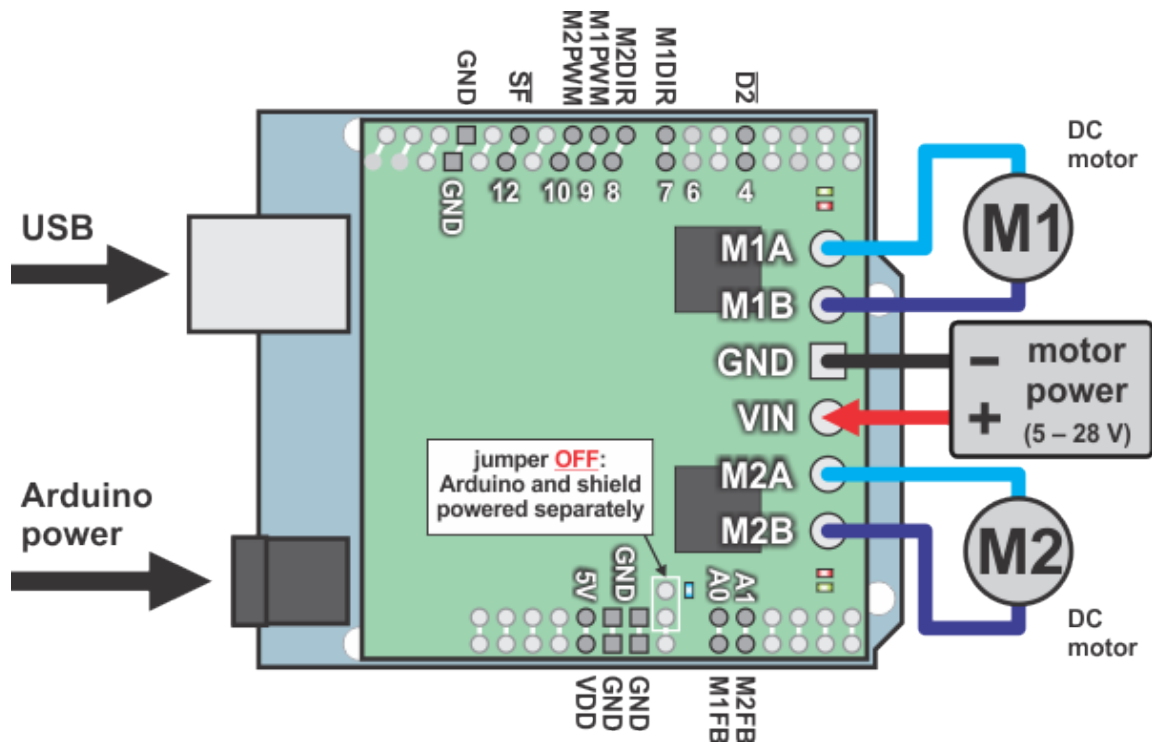 GND
SF
M2PWM
M1PWM
M2DIR
M1DIR
D2
GND
12
10
9
8
7
6
4
DC
motor
USB
M1A
M1
M1B
GND
motor
power
(5 – 28 V)
–
+
VIN
jumper OFF:
Arduino and shield
powered separately
M2A
M2B
M2
Arduino
power
5V
GND
A0
A1
DC
motor
VDD
GND
GND
M1FB
M2FB